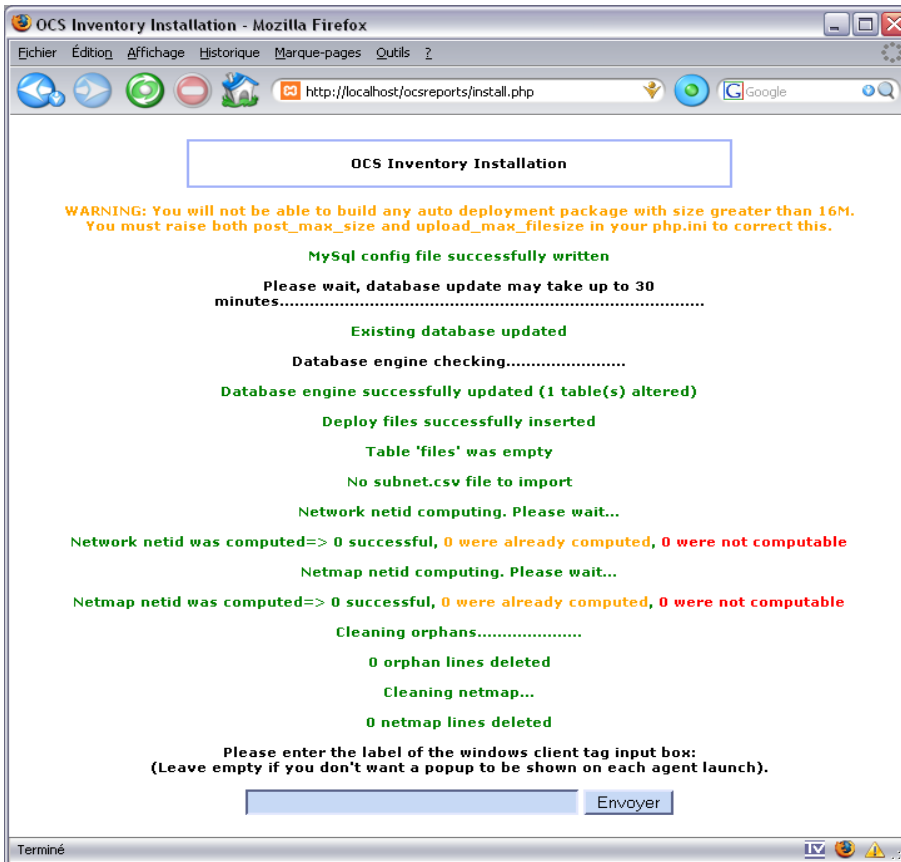 OCS Inventory Installation - Mozilla Firefox
Fichier Édition Affichage Historique Marque-pages Outils ?
http://localhost/ocsreports/install.php
G Google
OCS Inventory Installation
WARNING: You will not be able to build any auto deployment package with size greater than 16M.
You must raise both post_max_size and upload_max_filesize in your php.ini to correct this.
MySql config file successfully written
Please wait, database update may take up to 30
minutes.....................................................................................
Existing database updated
Database engine checking........................
Database engine successfully updated (1 table(s) altered)
Deploy files successfully inserted
Table 'files' was empty
No subnet.csv file to import
Network netid computing. Please wait...
Network netid was computed=> 0 successful, 0 were already computed, 0 were not computable
Netmap netid computing. Please wait...
Netmap netid was computed=> 0 successful, 0 were already computed, 0 were not computable
Cleaning orphans.....................
0 orphan lines deleted
Cleaning netmap...
0 netmap lines deleted
Please enter the label of the windows client tag input box:
(Leave empty if you don't want a popup to be shown on each agent launch).
Envoyer
Terminé